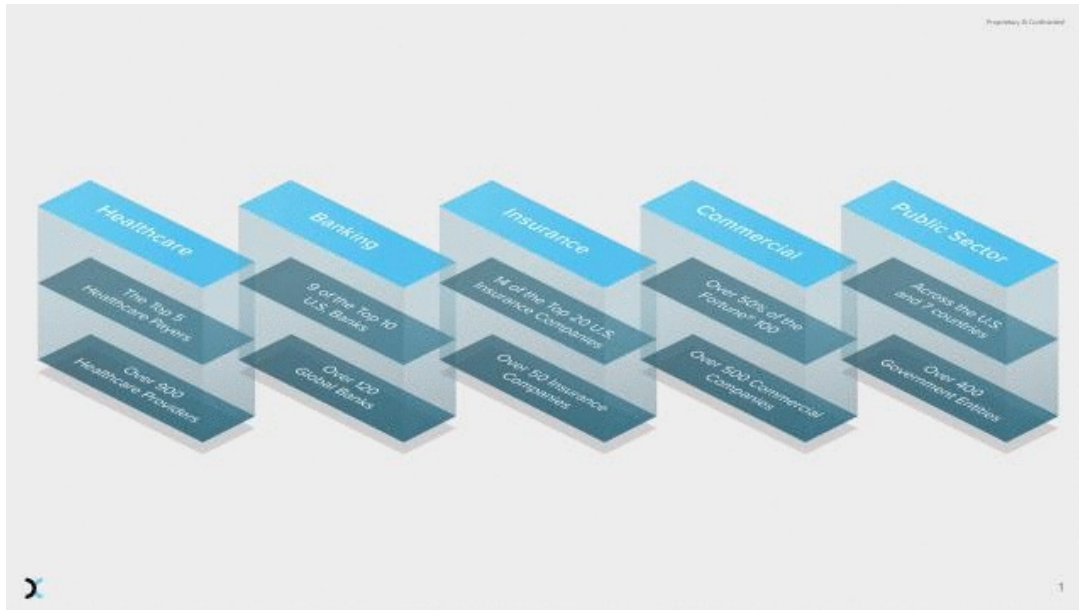 Proprietary & Confidential
Healthcare
The Top 5
Healthcare Payers
Over 900
Healthcare Providers
Banking
9 of the Top 10
U.S. Banks
Over 120
Global Banks
Insurance
14 of the Top 20 U.S.
Insurance Companies
Over 50 Insurance
Companies
Commercial
Over 50% of the
Fortune® 100
Over 500 Commercial
Companies
Public Sector
Across the U.S.
and 7 countries
Over 400
Government Entities
1